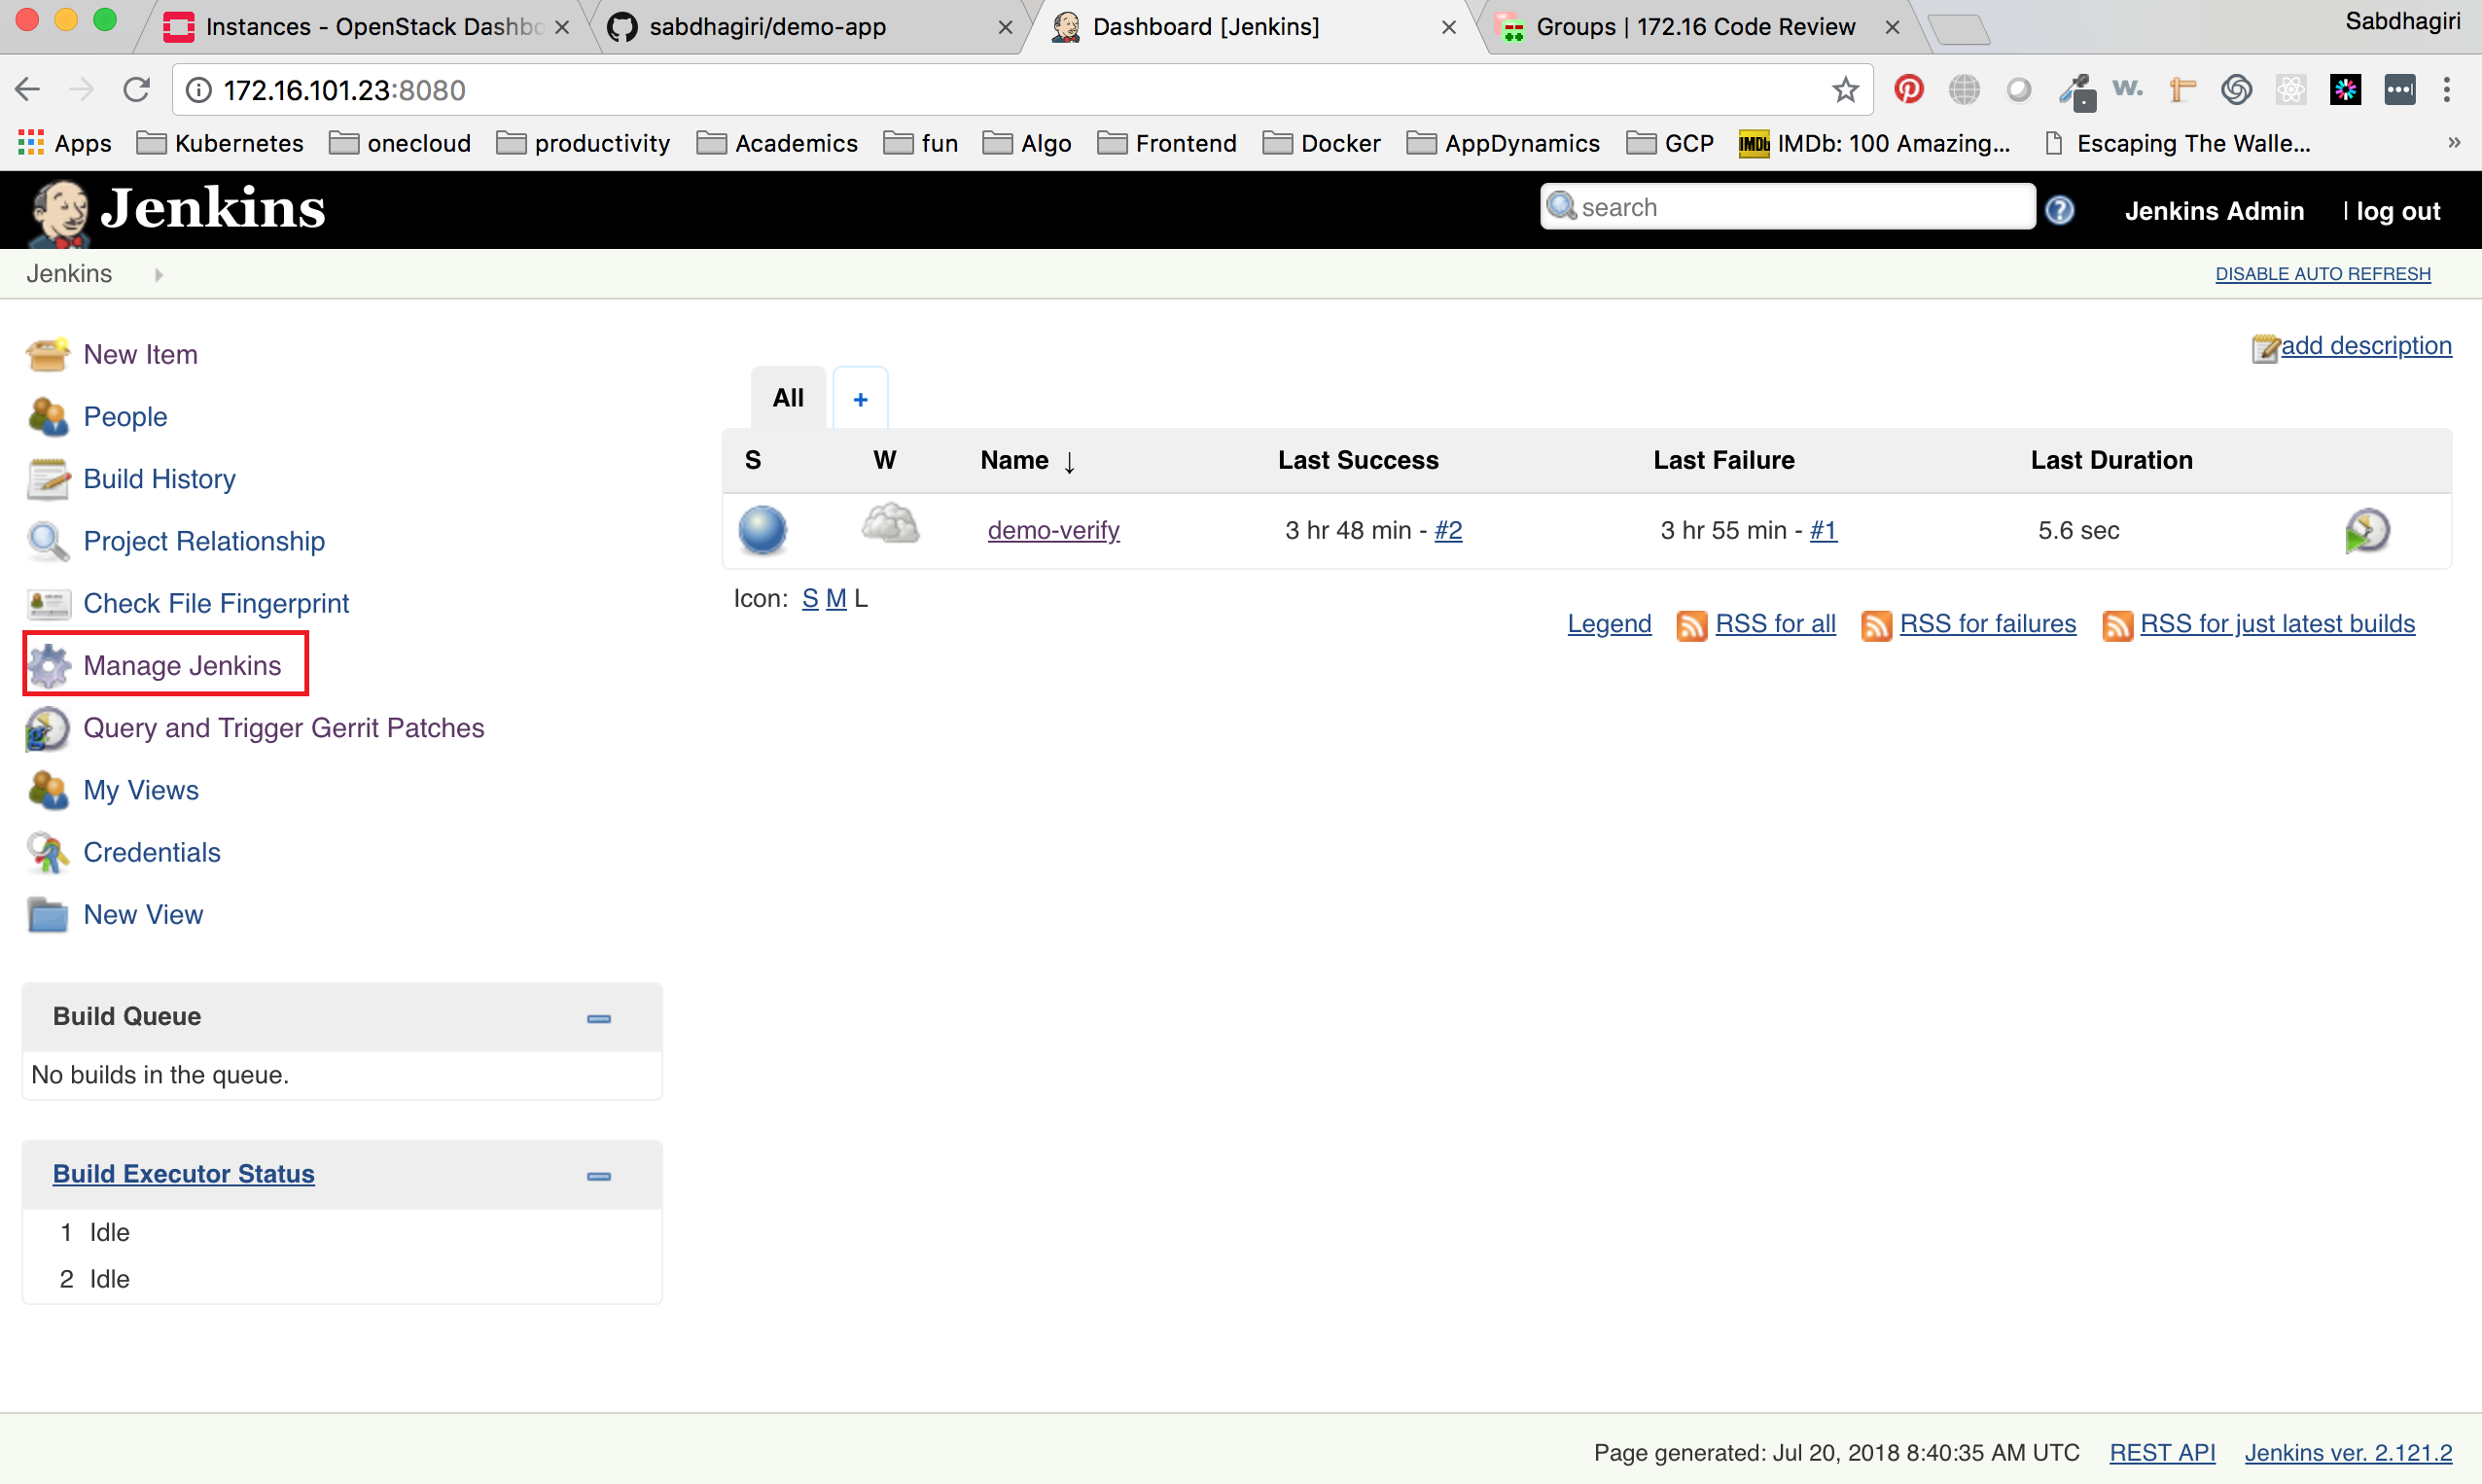 Instances - OpenStack Dashbo
sabdhagiri/demo-app
Dashboard [Jenkins]
Groups | 172.16 Code Review
Sabdhagiri
172.16.101.23:8080
W.
Apps
Kubernetes
onecloud
productivity
Academics
fun
Algo
Frontend
Docker
AppDynamics
GCP
IMDb IMDb: 100 Amazing...
Escaping The Walle...
»
Jenkins
search
?
Jenkins Admin
| log out
Jenkins
DISABLE AUTO REFRESH
New Item
People
Build History
Project Relationship
Check File Fingerprint
Manage Jenkins
Query and Trigger Gerrit Patches
My Views
Credentials
New View
Build Queue
No builds in the queue.
Build Executor Status
1 Idle
2 Idle
add description
All +
S W Name ↓ Last Success Last Failure Last Duration
demo-verify 3 hr 48 min - #2 3 hr 55 min - #1 5.6 sec
Icon: S M L
Legend RSS for all RSS for failures RSS for just latest builds
Page generated: Jul 20, 2018 8:40:35 AM UTC REST API Jenkins ver. 2.121.2